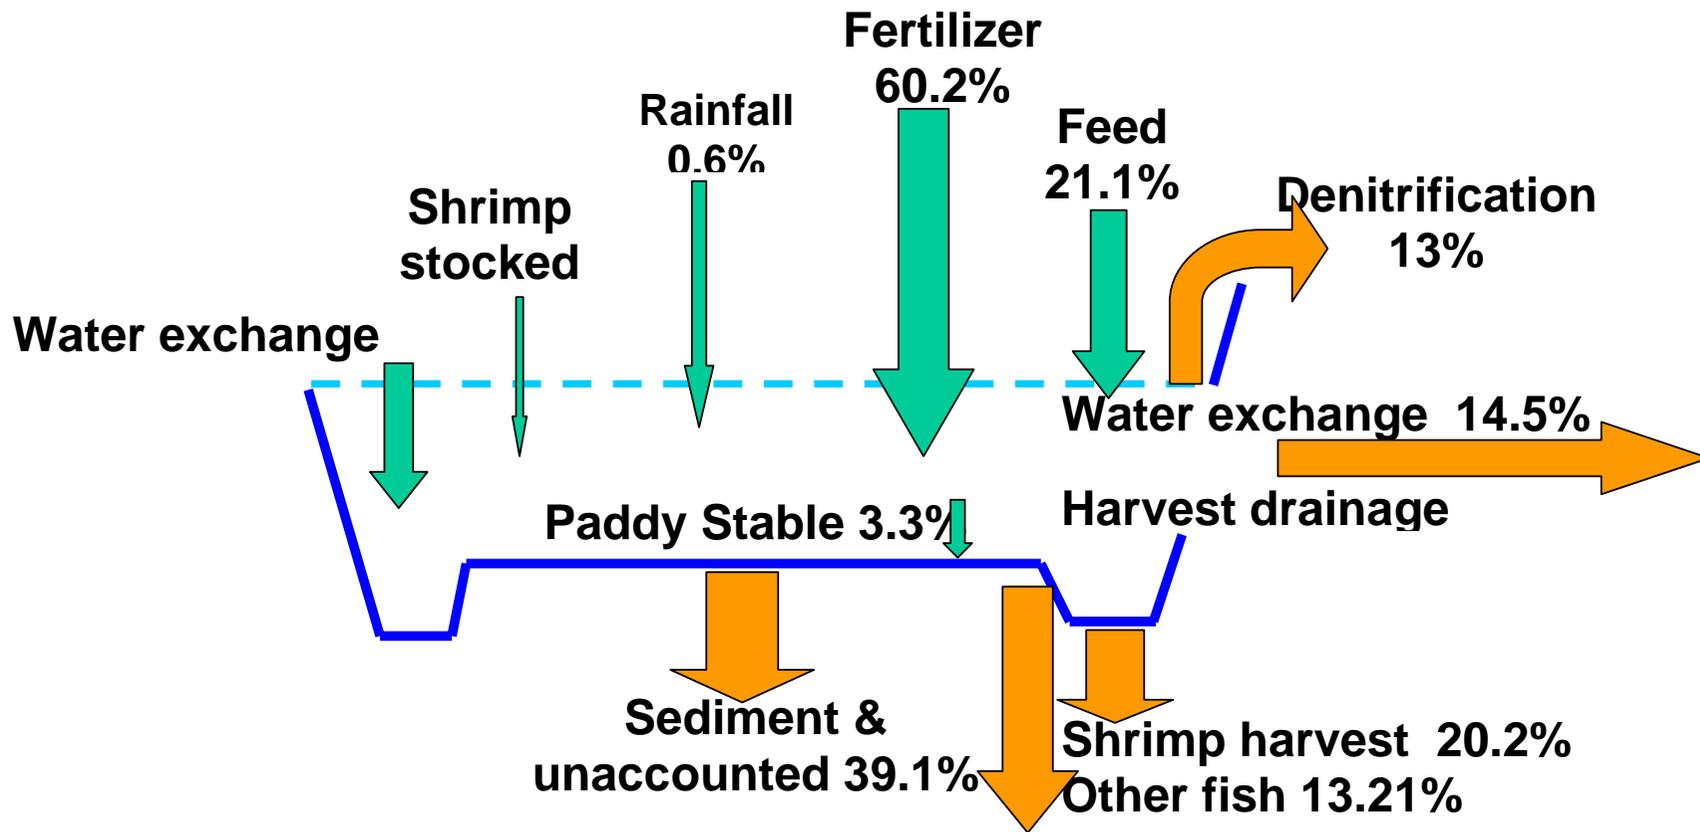 Fertilizer
60.2%
Rainfall
0.6%
Feed
21.1%
Denitrification
13%
Shrimp
stocked
Water exchange
Water exchange 14.5%
Harvest drainage
Paddy Stable 3.3%
Sediment &
unaccounted 39.1%
Shrimp harvest 20.2%
Other fish 13.21%